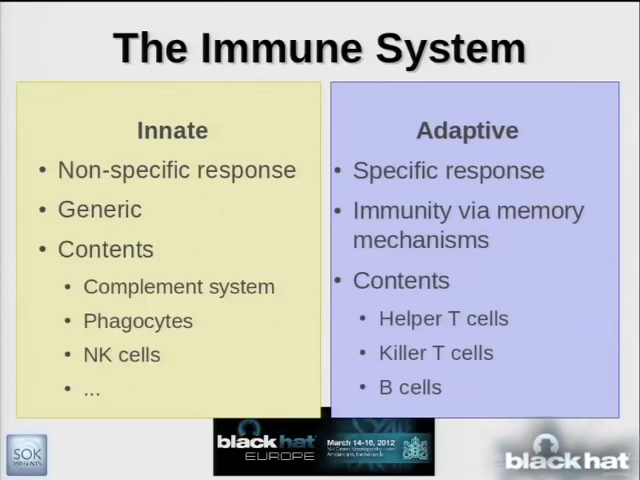 The Immune System
Innate
• Non-specific response
• Generic
• Contents
• Complement system
• Phagocytes
• NK cells
• ...
Adaptive
• Specific response
• Immunity via memory
mechanisms
• Contents
• Helper T cells
• Killer T cells
• B cells
SOK
black hat
EUROPE
March 14-16, 2012
black hat